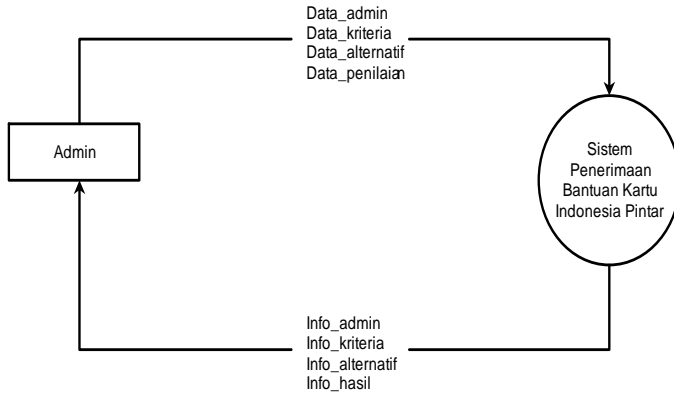 Data_admin
Data_kriteria
Data_alternatif
Data_penilaian
Admin
Sistem
Penerimaan
Bantuan Kartu
Indonesia Pintar
Info_admin
Info_kriteria
Info_alternatif
Info_hasil